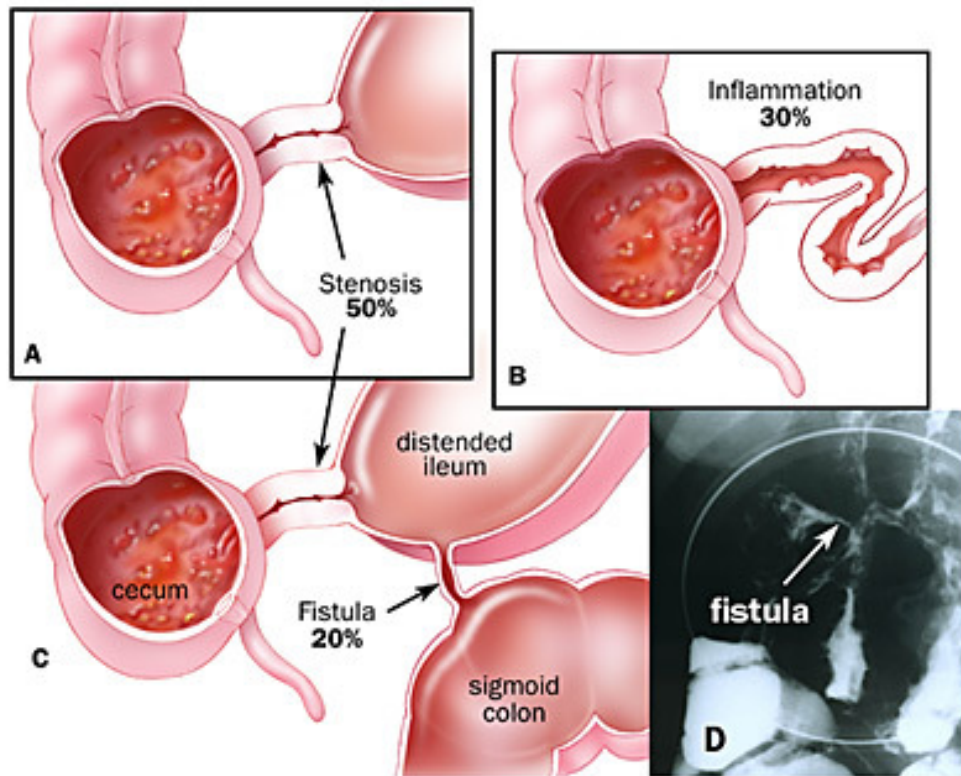 Inflammation
30%
Stenosis
50%
A
B
distended
ileum
cecum
Fistula
20%
C
sigmoid
colon
fistula
D